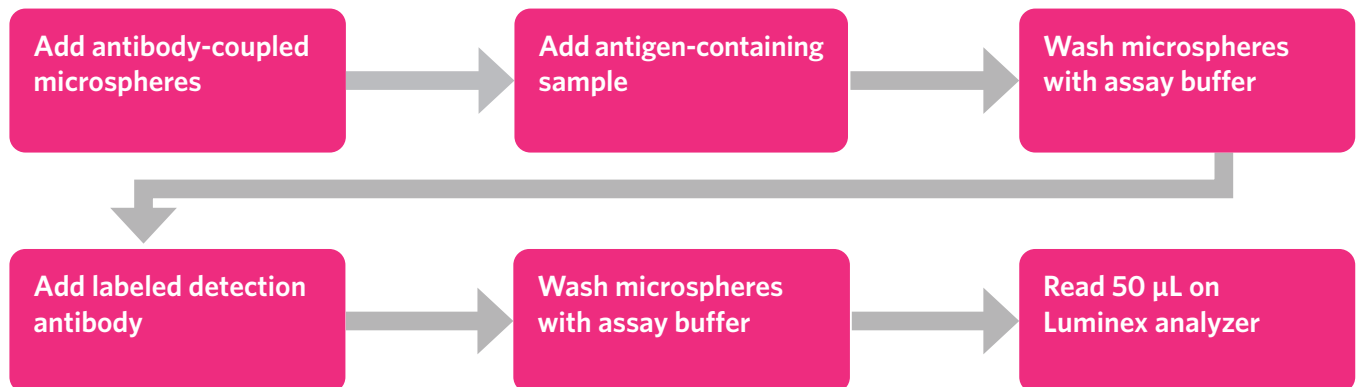 Add antibody-coupled
microspheres
Add antigen-containing
sample
Wash microspheres
with assay buffer
Add labeled detection
antibody
Wash microspheres
with assay buffer
Read 50 µL on
Luminex analyzer